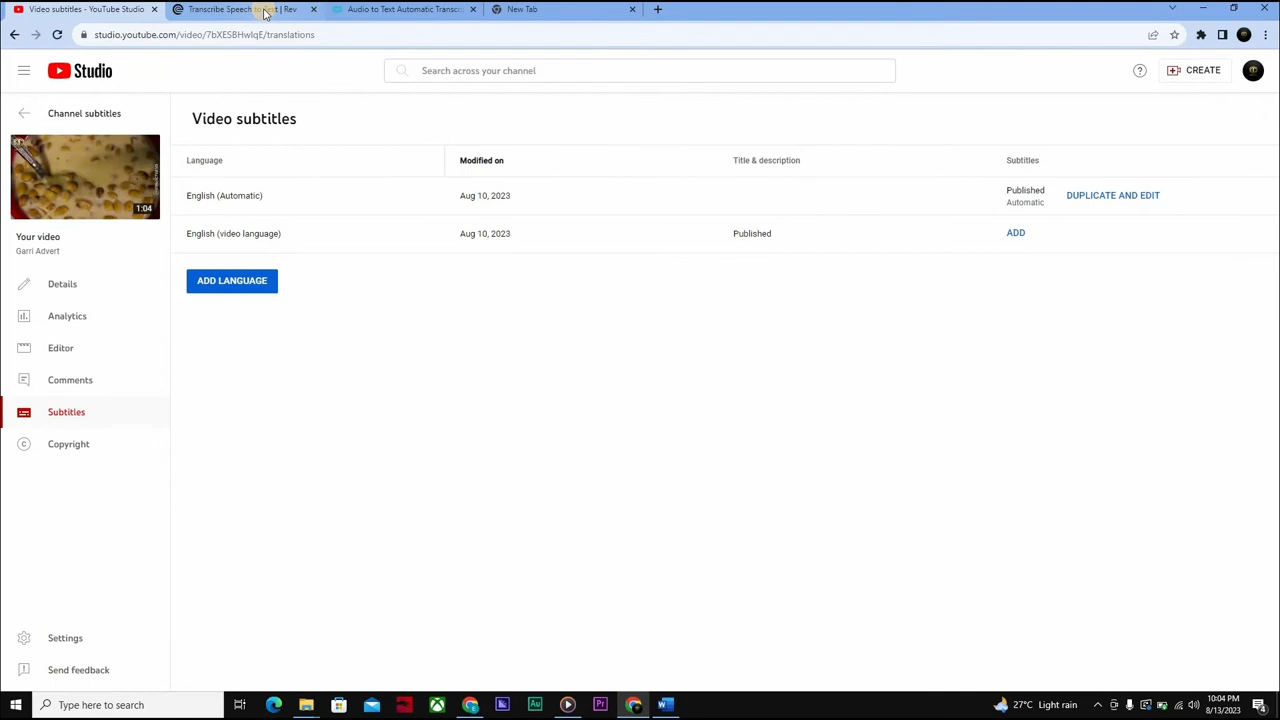 Video subtitles - YouTube Studio
Transcribe Speech to Text | Rev
Audio to Text Automatic Transcr
New Tab
studio.youtube.com/video/7bXESBHwlqE/translations
Studio
Search across your channel
CREATE
Channel subtitles
Video subtitles
Language
Modified on
Title & description
Subtitles
English (Automatic)
Aug 10, 2023
Published
Automatic
DUPLICATE AND EDIT
1:04
English (video language)
Aug 10, 2023
Published
ADD
Your video
Garri Advert
ADD LANGUAGE
Details
Analytics
Editor
Comments
Subtitles
Copyright
Settings
Send feedback
Type here to search
27°C Light rain
10:04 PM
8/13/2023